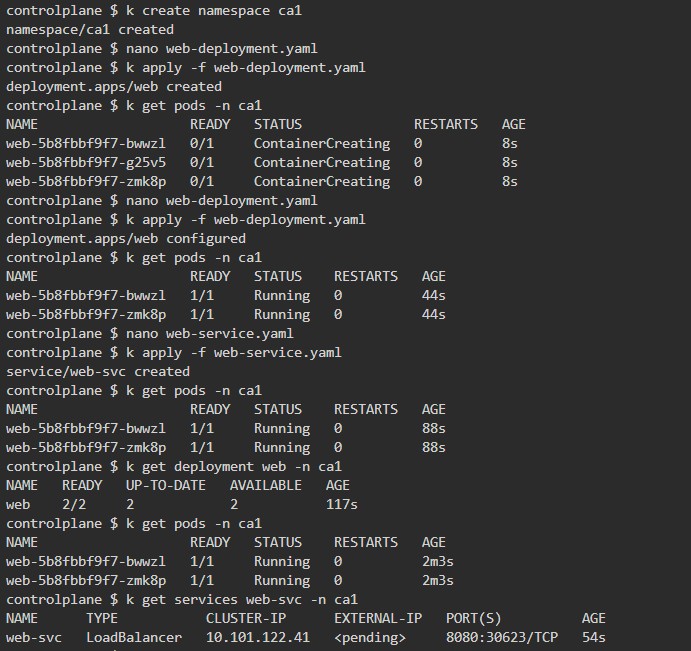 controlplane $ k create namespace ca1
namespace/ca1 created
controlplane $ nano web-deployment.yaml
controlplane $ k apply -f web-deployment.yaml
deployment.apps/web created
controlplane $ k get pods -n ca1
NAME                   READY   STATUS              RESTARTS   AGE
web-5b8fbbf9f7-bwwzl   0/1     ContainerCreating   0          8s
web-5b8fbbf9f7-g25v5   0/1     ContainerCreating   0          8s
web-5b8fbbf9f7-zmk8p   0/1     ContainerCreating   0          8s
controlplane $ nano web-deployment.yaml
controlplane $ k apply -f web-deployment.yaml
deployment.apps/web configured
controlplane $ k get pods -n ca1
NAME                   READY   STATUS    RESTARTS   AGE
web-5b8fbbf9f7-bwwzl   1/1     Running   0          44s
web-5b8fbbf9f7-zmk8p   1/1     Running   0          44s
controlplane $ nano web-service.yaml
controlplane $ k apply -f web-service.yaml
service/web-svc created
controlplane $ k get pods -n ca1
NAME                   READY   STATUS    RESTARTS   AGE
web-5b8fbbf9f7-bwwzl   1/1     Running   0          88s
web-5b8fbbf9f7-zmk8p   1/1     Running   0          88s
controlplane $ k get deployment web -n ca1
NAME   READY   UP-TO-DATE   AVAILABLE   AGE
web    2/2     2            2           117s
controlplane $ k get pods -n ca1
NAME                   READY   STATUS    RESTARTS   AGE
web-5b8fbbf9f7-bwwzl   1/1     Running   0          2m3s
web-5b8fbbf9f7-zmk8p   1/1     Running   0          2m3s
controlplane $ k get services web-svc -n ca1
NAME      TYPE           CLUSTER-IP      EXTERNAL-IP   PORT(S)          AGE
web-svc   LoadBalancer   10.101.122.41   <pending>     8080:30623/TCP   54s